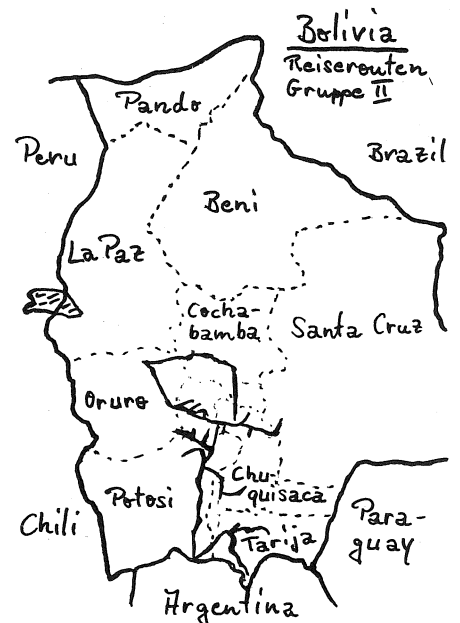 Bolivia
Reiserouten
Gruppe II
Pando
Peru
Brazil
Beni
La Paz
Cocha-
bamba
Santa Cruz
Oruro
Chu-
quisaca
Potosi
Chili
Para-
guay
Tarija
Argentina